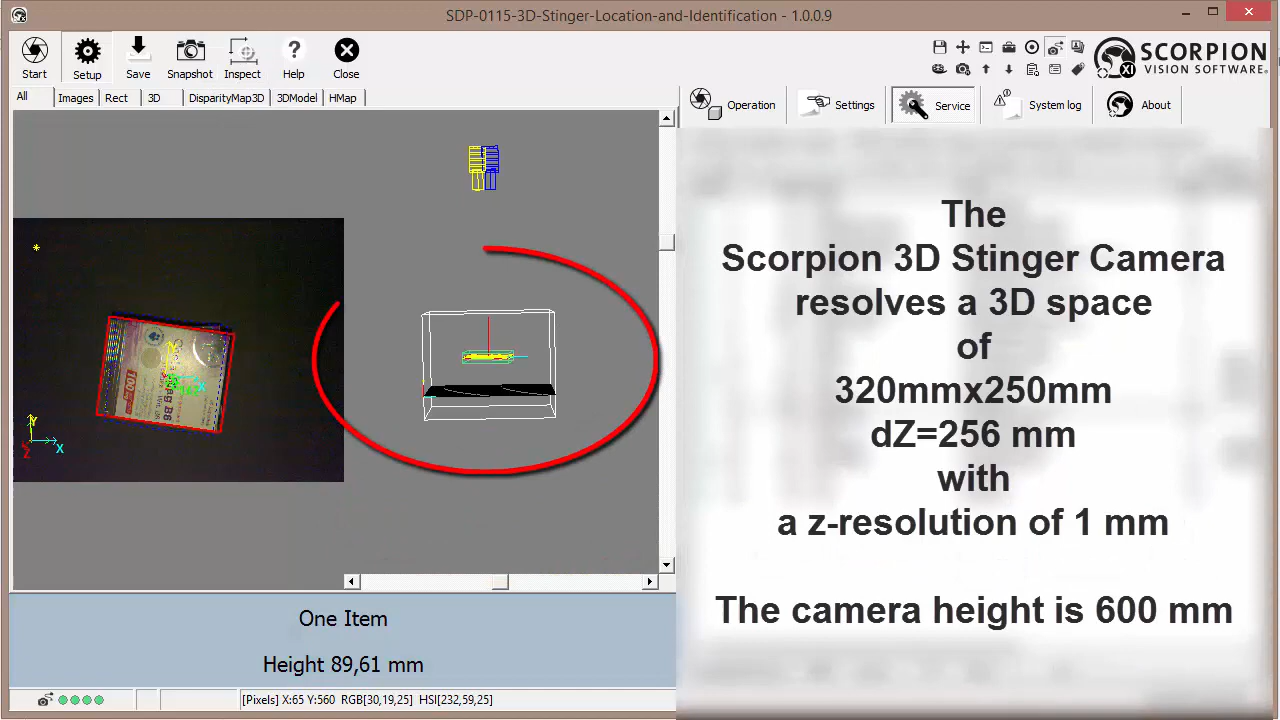 SDP-0115-3D-Stinger-Location-and-Identification - 1.0.0.9
Start Setup Save Snapshot Inspect Help Close
SCORPION
XI VISION SOFTWARE®
All Images Rect 3D DisparityMap3D 3DModel HMap
Operation Settings Service System log About
The
Scorpion 3D Stinger Camera
resolves a 3D space
of
320mmx250mm
dZ=256 mm
with
a z-resolution of 1 mm
The camera height is 600 mm
Y
X
100
B6
Y
X
Z
One Item
Height 89,61 mm
[Pixels] X:65 Y:560 RGB[30,19,25] HSI[232,59,25]